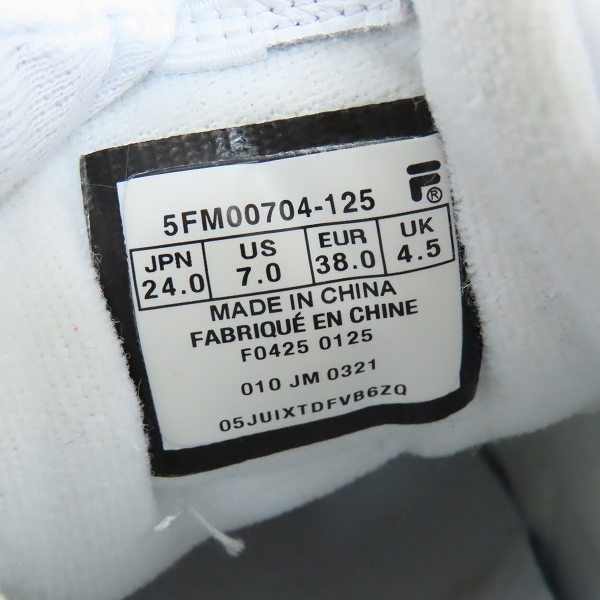 5FM00704-125 F®
JPN US EUR UK
24.0 7.0 38.0 4.5
MADE IN CHINA
FABRIQUÉ EN CHINE
F0425 0125
010 JM 0321
05JUIXTDFVB6ZQ